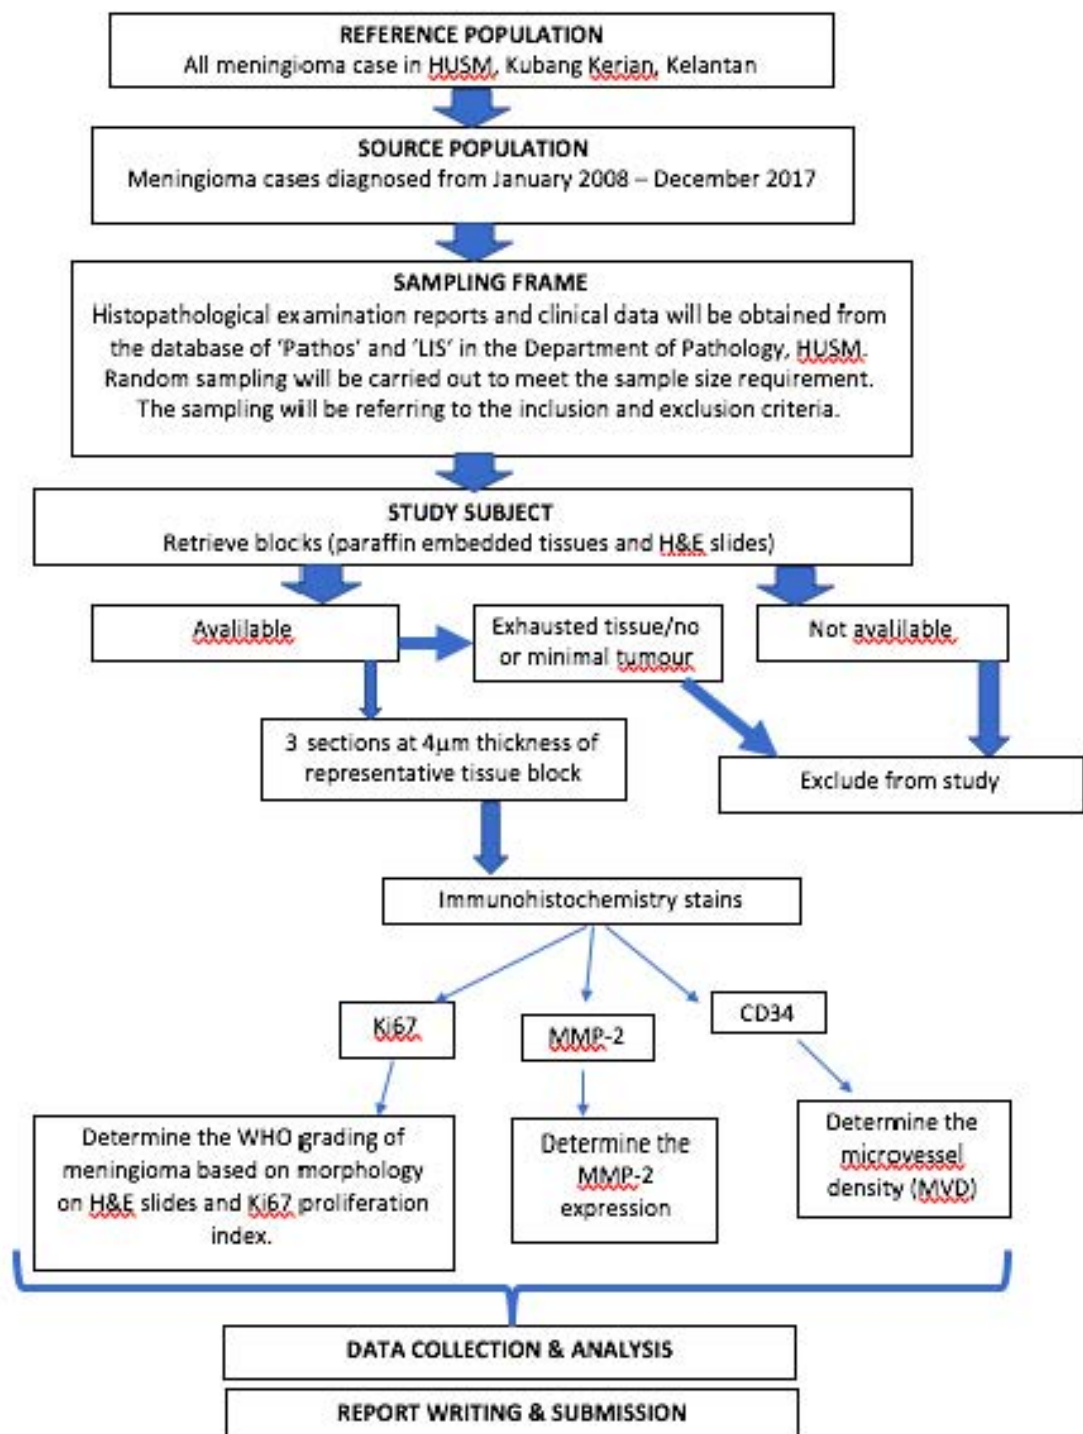 REFERENCE POPULATION
All meningioma case in HUSM, Kubang Kerian, Kelantan
SOURCE POPULATION
Meningioma cases diagnosed from January 2008 – December 2017
SAMPLING FRAME
Histopathological examination reports and clinical data will be obtained from
the database of ‘Pathos’ and ‘LIS’ in the Department of Pathology, HUSM.
Random sampling will be carried out to meet the sample size requirement.
The sampling will be referring to the inclusion and exclusion criteria.
STUDY SUBJECT
Retrieve blocks (paraffin embedded tissues and H&E slides)
Avalilable
Exhausted tissue/no
or minimal tumour
Not avalilable
3 sections at 4µm thickness of
representative tissue block
Exclude from study
Immunohistochemistry stains
Ki67
MMP-2
CD34
Determine the WHO grading of
meningioma based on morphology
on H&E slides and Ki67 proliferation
index.
Determine the
MMP-2
expression
Determine the
microvessel
density (MVD)
DATA COLLECTION & ANALYSIS
REPORT WRITING & SUBMISSION